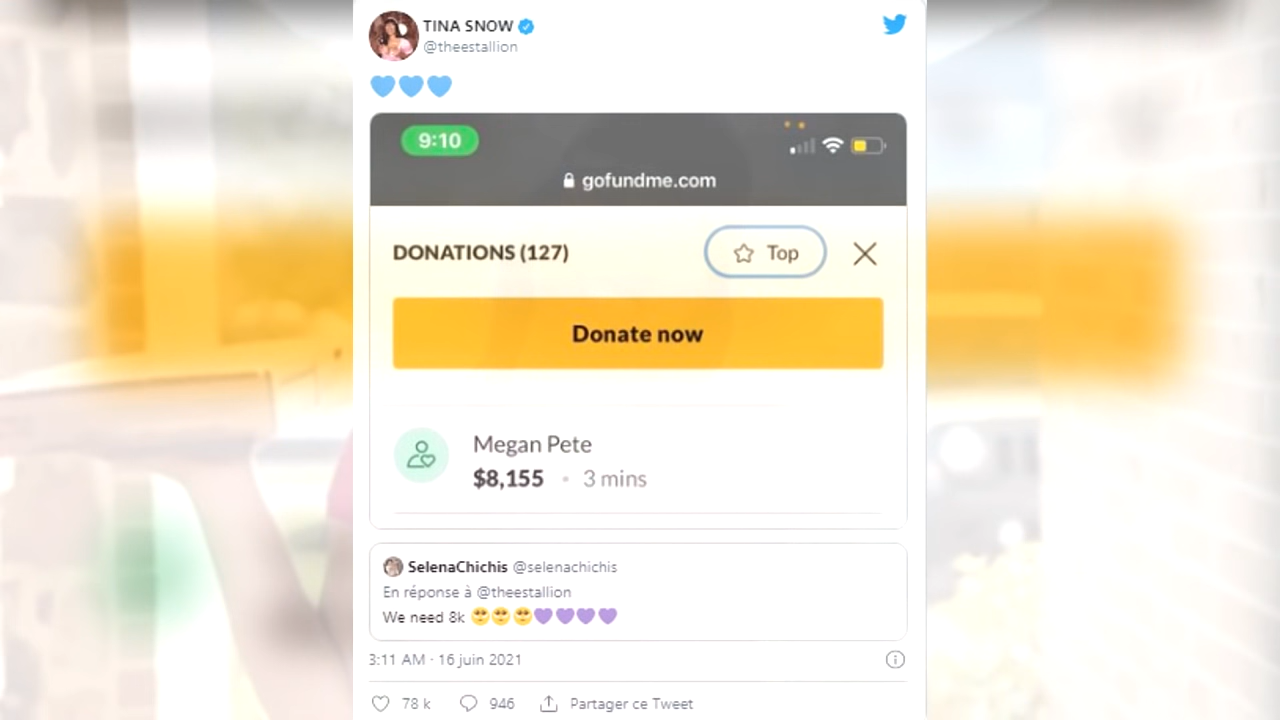 TINA SNOW
@theestallion
💙💙💙
9:10
gofundme.com
DONATIONS (127)
Top
Donate now
Megan Pete
$8,155 • 3 mins
SelenaChichis @selenachichis
En réponse à @theestallion
We need 8k 🥺🥺🥺💜💜💜💜
3:11 AM · 16 juin 2021
78 k 946 Partager ce Tweet